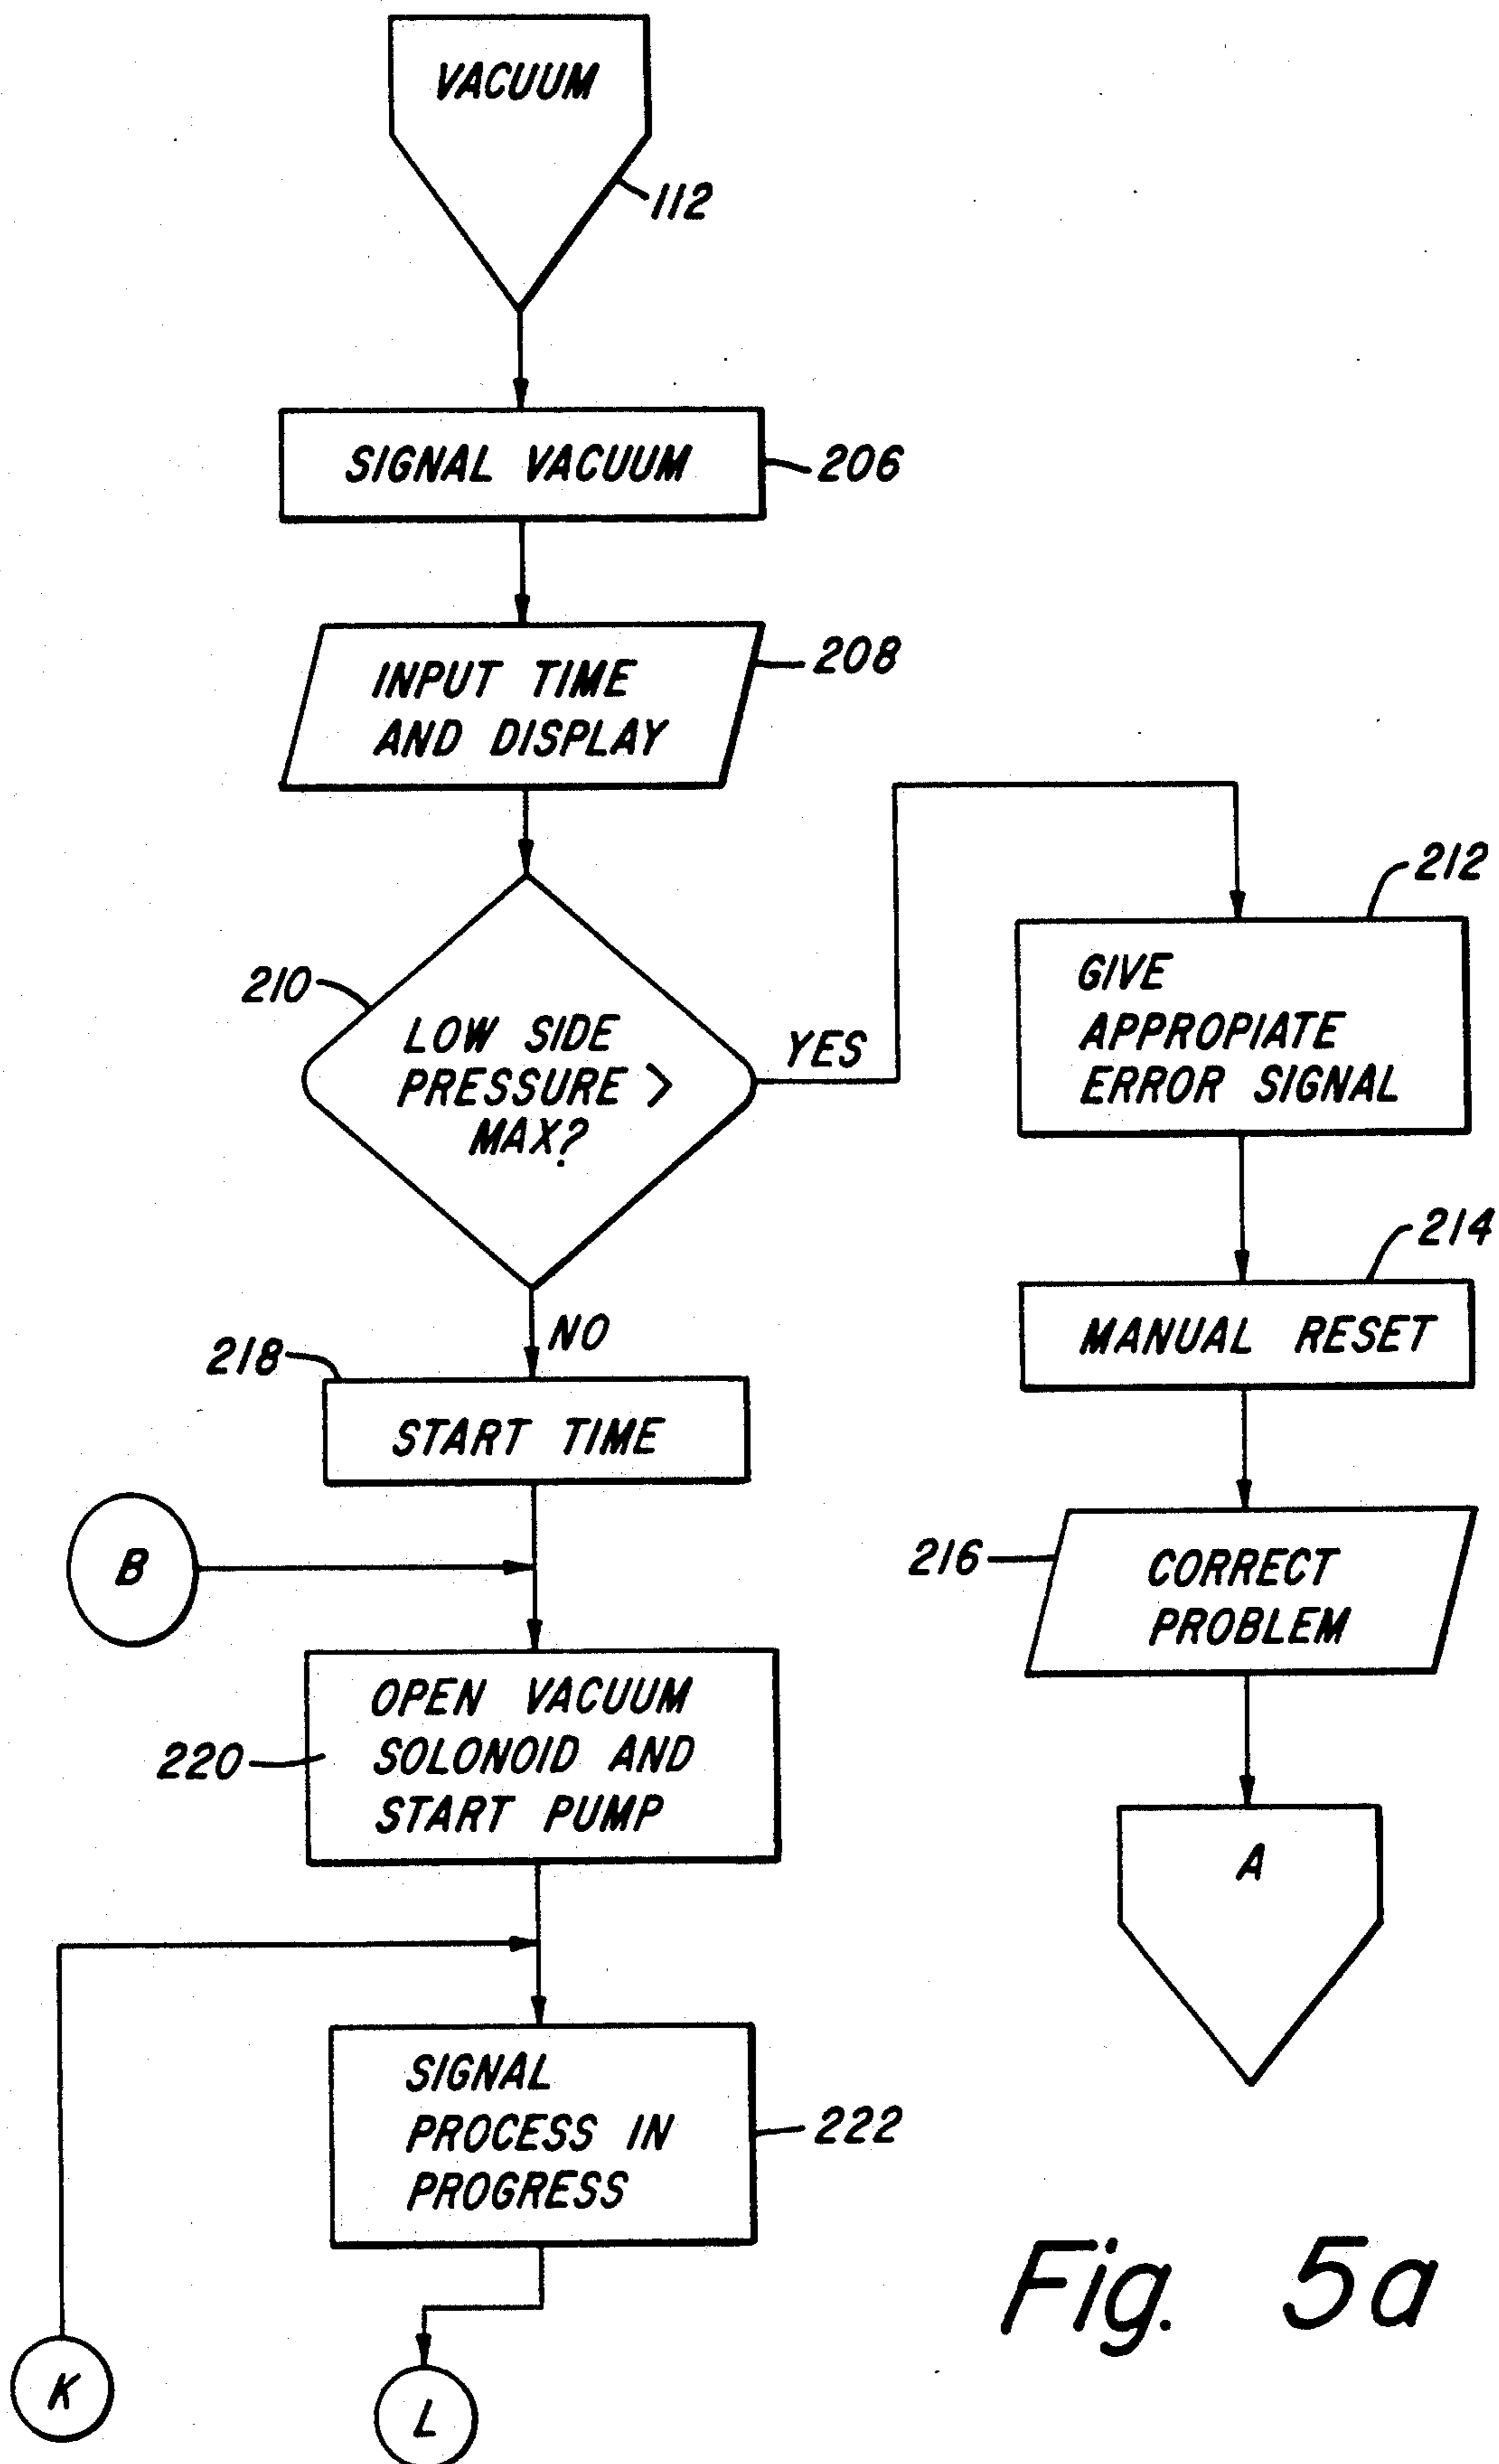 VACUUM
112
SIGNAL VACUUM
206
INPUT TIME
AND DISPLAY
208
210
LOW SIDE
PRESSURE >
MAX?
YES
NO
212
GIVE
APPROPIATE
ERROR SIGNAL
214
MANUAL RESET
216
CORRECT
PROBLEM
A
218
START TIME
B
220
OPEN VACUUM
SOLONOID AND
START PUMP
222
SIGNAL
PROCESS IN
PROGRESS
K
L
Fig. 5a